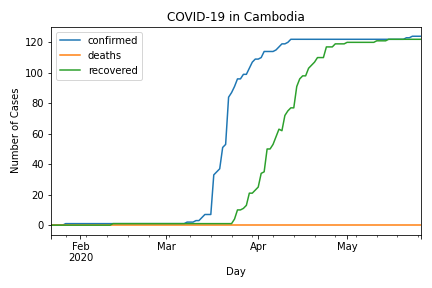 COVID-19 in Cambodia
confirmed
deaths
recovered
Number of Cases
120
100
80
60
40
20
0
Feb
2020
Mar
Apr
May
Day